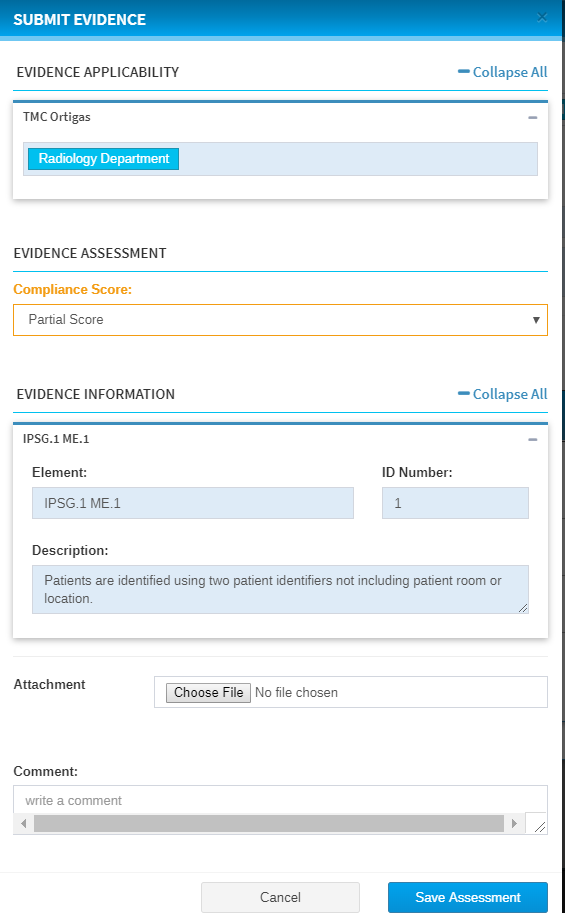 SUBMIT EVIDENCE ×
EVIDENCE APPLICABILITY Collapse All
TMC Ortigas
Radiology Department
EVIDENCE ASSESSMENT
Compliance Score:
Partial Score
EVIDENCE INFORMATION Collapse All
IPSG.1 ME.1
Element: ID Number:
IPSG.1 ME.1 1
Description:
Patients are identified using two patient identifiers not including patient room or
location.
Attachment Choose File No file chosen
Comment:
write a comment
Cancel Save Assessment